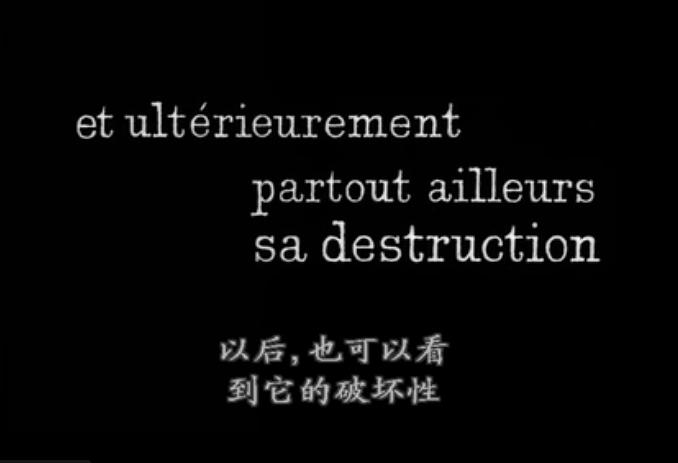 et ultérieurement
partout ailleurs
sa destruction
以后,也可以看
到它的破坏性